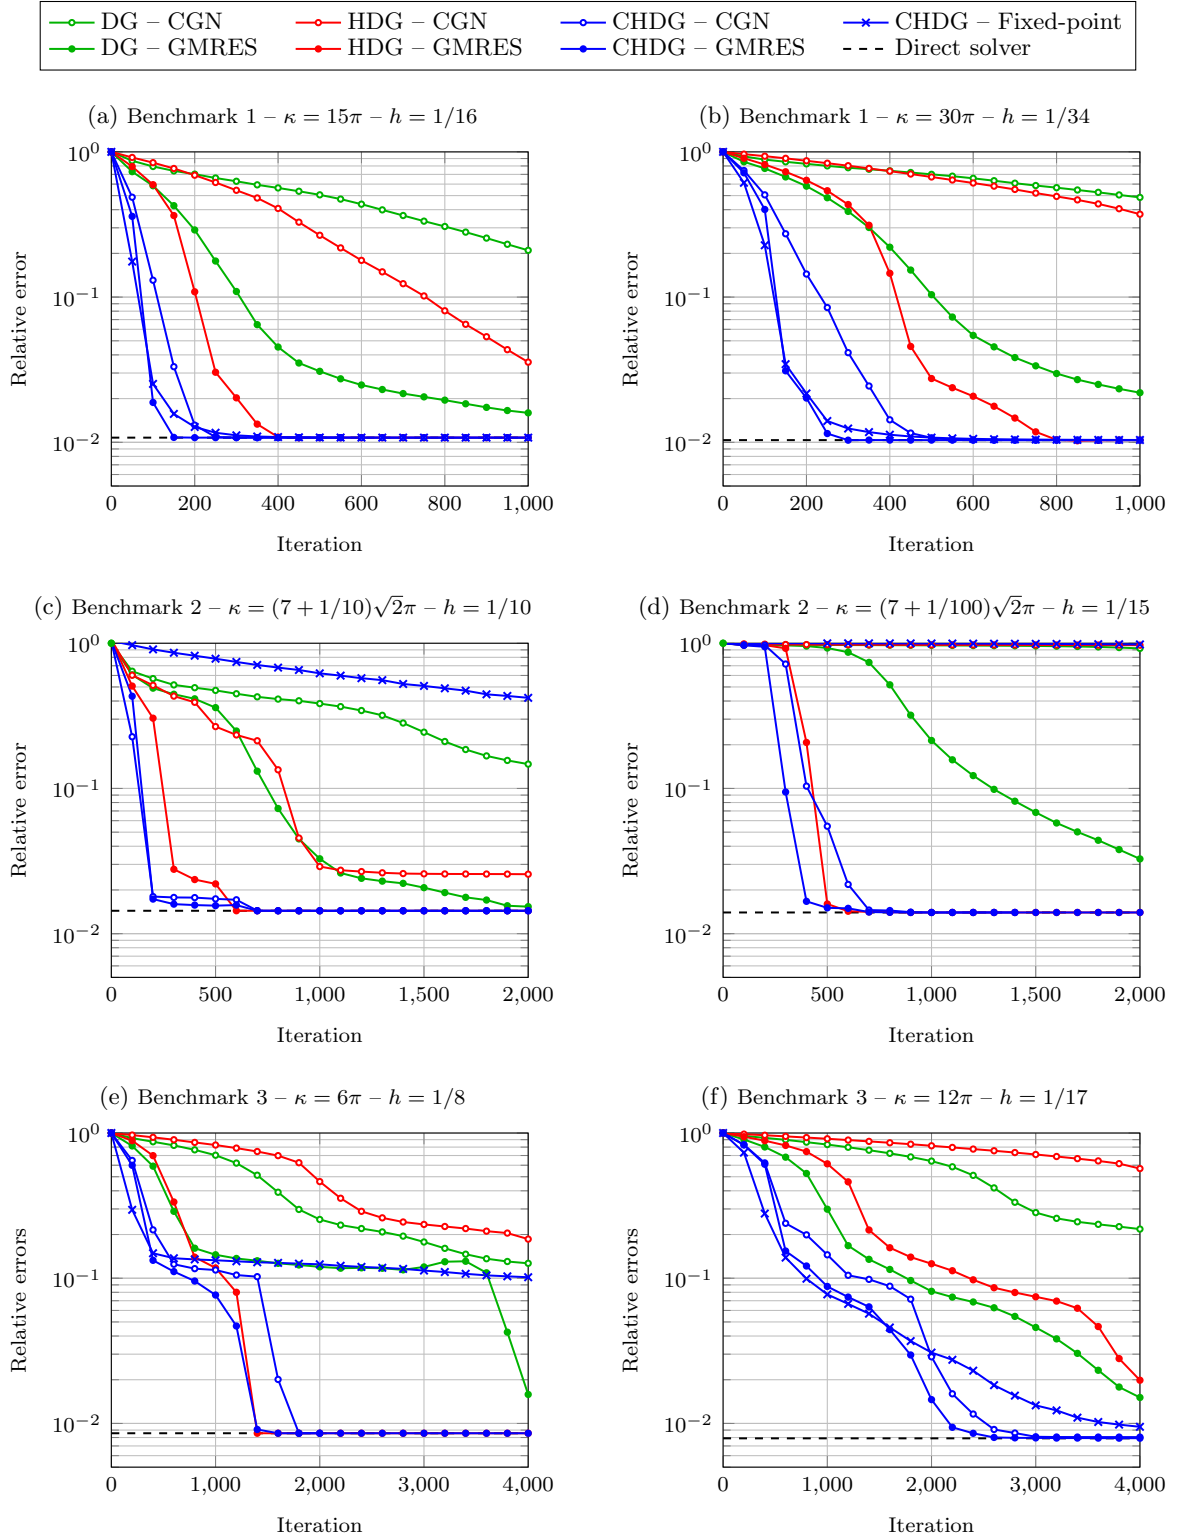 DG – CGN HDG – CGN CHDG – CGN CHDG – Fixed-point
DG – GMRES HDG – GMRES CHDG – GMRES Direct solver
(a) Benchmark 1 – κ = 15π – h = 1/16
10^0
10^−1
10^−2
Relative error
0 200 400 600 800 1,000
Iteration
(b) Benchmark 1 – κ = 30π – h = 1/34
10^0
10^−1
10^−2
Relative error
0 200 400 600 800 1,000
Iteration
(c) Benchmark 2 – κ = (7 + 1/10)√2π – h = 1/10
10^0
10^−1
10^−2
Relative error
0 500 1,000 1,500 2,000
Iteration
(d) Benchmark 2 – κ = (7 + 1/100)√2π – h = 1/15
10^0
10^−1
10^−2
Relative error
0 500 1,000 1,500 2,000
Iteration
(e) Benchmark 3 – κ = 6π – h = 1/8
10^0
10^−1
10^−2
Relative errors
0 1,000 2,000 3,000 4,000
Iteration
(f) Benchmark 3 – κ = 12π – h = 1/17
10^0
10^−1
10^−2
Relative errors
0 1,000 2,000 3,000 4,000
Iteration